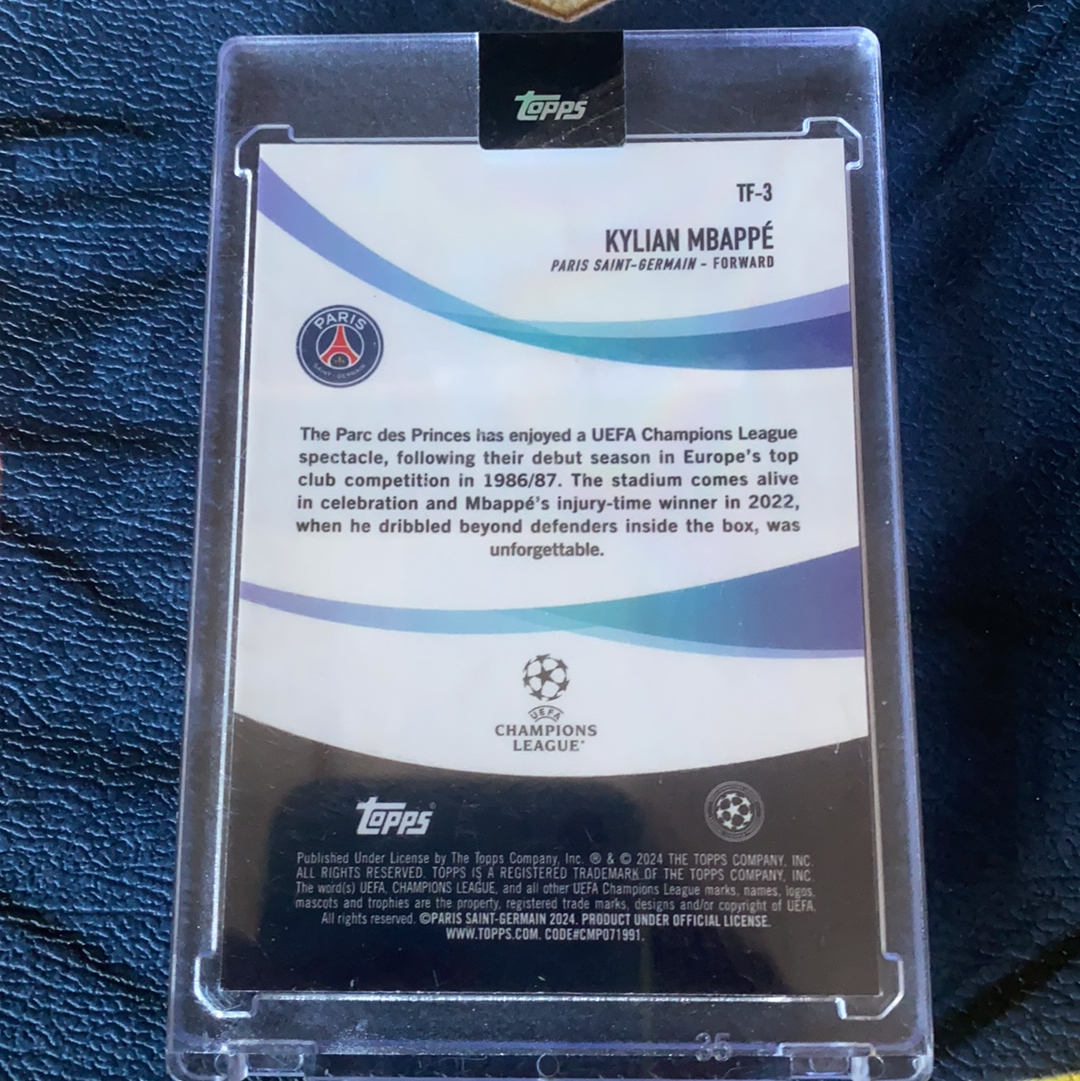 topps
TF-3
KYLIAN MBAPPÉ
PARIS SAINT-GERMAIN - FORWARD
PARIS
SAINT-GERMAIN
The Parc des Princes has enjoyed a UEFA Champions League
spectacle, following their debut season in Europe's top
club competition in 1986/87. The stadium comes alive
in celebration and Mbappé's injury-time winner in 2022,
when he dribbled beyond defenders inside the box, was
unforgettable.
UEFA
CHAMPIONS
LEAGUE®
topps®
Published Under License by The Topps Company, Inc. ® & © 2024 THE TOPPS COMPANY, INC.
ALL RIGHTS RESERVED. TOPPS IS A REGISTERED TRADEMARK OF THE TOPPS COMPANY, INC.
The word(s) UEFA, CHAMPIONS LEAGUE, and all other UEFA Champions League marks, names, logos,
mascots and trophies are the property, registered trade marks, designs and/or copyright of UEFA.
All rights reserved. ©PARIS SAINT-GERMAIN 2024. PRODUCT UNDER OFFICIAL LICENSE.
WWW.TOPPS.COM. CODE#CMP071991.
35